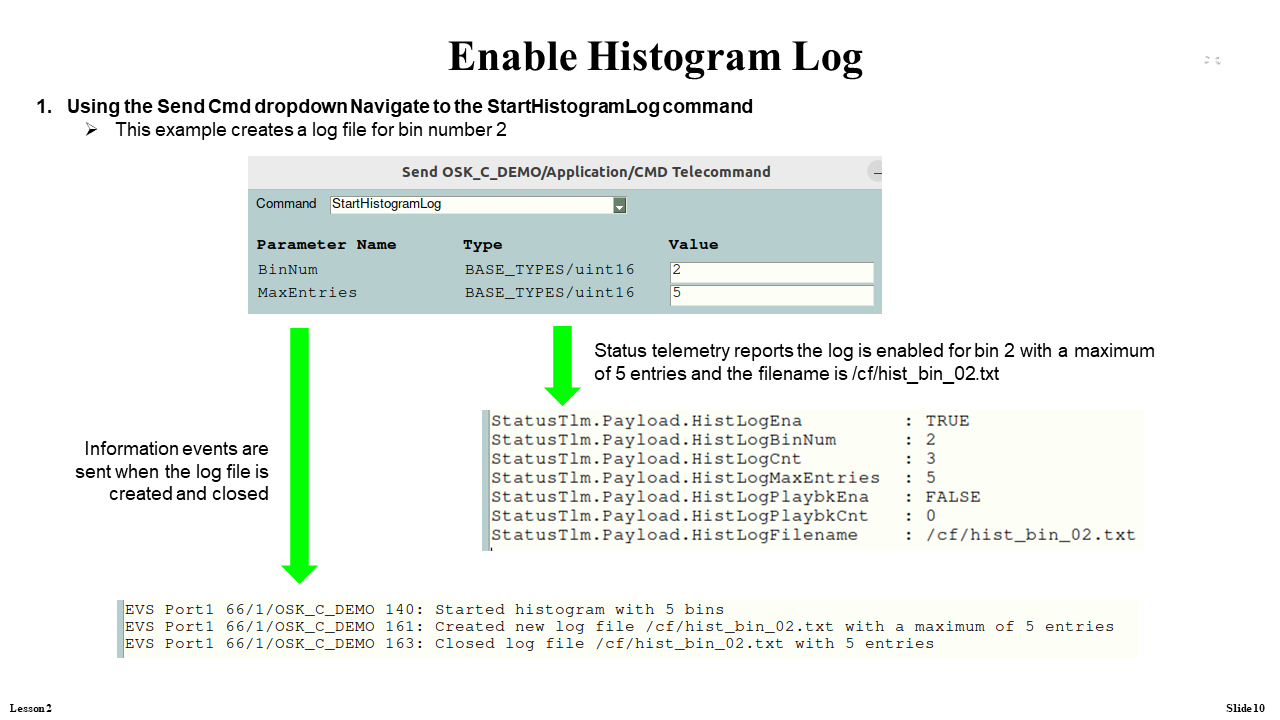 Enable Histogram Log
1. Using the Send Cmd dropdown Navigate to the StartHistogramLog command
➢ This example creates a log file for bin number 2
Send OSK_C_DEMO/Application/CMD Telecommand
Command StartHistogramLog
Parameter Name Type Value
BinNum BASE_TYPES/uint16 2
MaxEntries BASE_TYPES/uint16 5
Status telemetry reports the log is enabled for bin 2 with a maximum
of 5 entries and the filename is /cf/hist_bin_02.txt
StatusTlm.Payload.HistLogEna : TRUE
StatusTlm.Payload.HistLogBinNum : 2
StatusTlm.Payload.HistLogCnt : 3
StatusTlm.Payload.HistLogMaxEntries : 5
StatusTlm.Payload.HistLogPlaybkEna : FALSE
StatusTlm.Payload.HistLogPlaybkCnt : 0
StatusTlm.Payload.HistLogFilename : /cf/hist_bin_02.txt
Information events are
sent when the log file is
created and closed
EVS Port1 66/1/OSK_C_DEMO 140: Started histogram with 5 bins
EVS Port1 66/1/OSK_C_DEMO 161: Created new log file /cf/hist_bin_02.txt with a maximum of 5 entries
EVS Port1 66/1/OSK_C_DEMO 163: Closed log file /cf/hist_bin_02.txt with 5 entries
Lesson 2
Slide 10